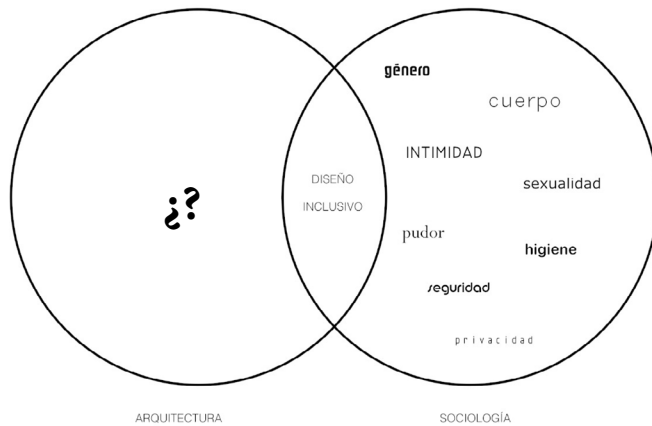 género
cuerpo
INTIMIDAD
DISEÑO
INCLUSIVO
sexualidad
¿?
pudor
higiene
seguridad
privacidad
ARQUITECTURA
SOCIOLOGÍA